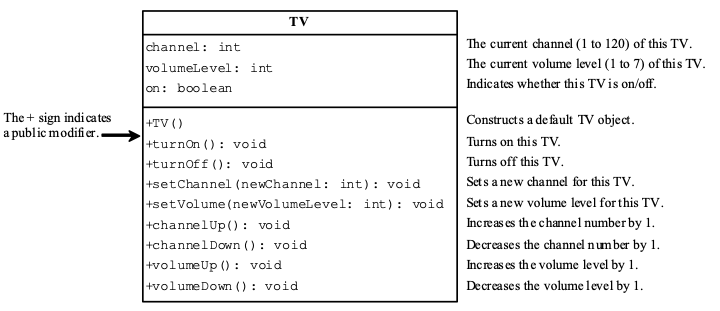 TV
channel: int
The current channel (1 to 120) of this TV.
volumeLevel: int
The current volume level (1 to 7) of this TV.
on: boolean
Indicates whether this TV is on/off.
The + sign indicates
a public modifier.
+TV()
Constructs a default TV object.
+turnOn(): void
Turns on this TV.
+turnOff(): void
Turns off this TV.
+setChannel(newChannel: int): void
Sets a new channel for this TV.
+setVolume(newVolumeLevel: int): void
Sets a new volume level for this TV.
+channelUp(): void
Increases the channel number by 1.
+channelDown(): void
Decreases the channel number by 1.
+volumeUp(): void
Increases the volume level by 1.
+volumeDown(): void
Decreases the volume level by 1.